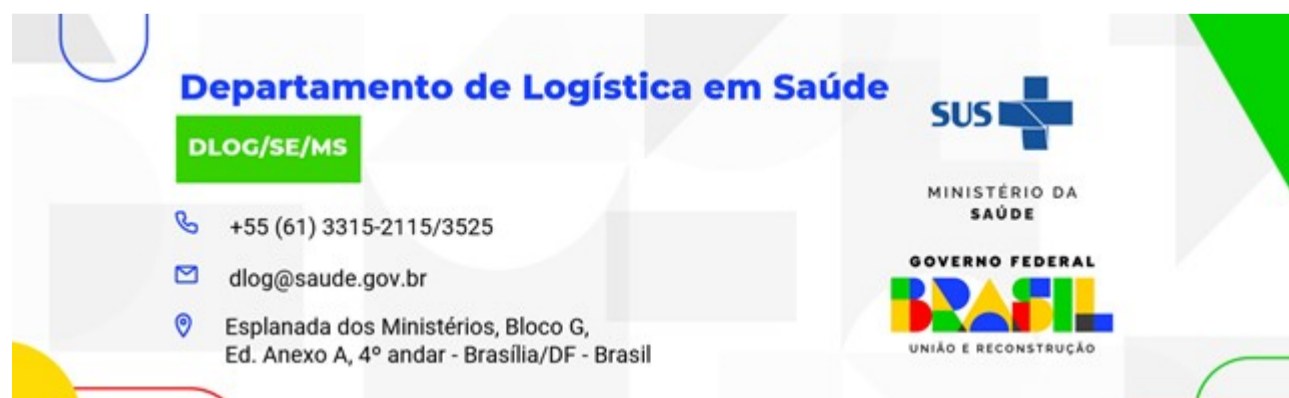 Departamento de Logística em Saúde
DLOG/SE/MS
+55 (61) 3315-2115/3525
dlog@saude.gov.br
Esplanada dos Ministérios, Bloco G,
Ed. Anexo A, 4º andar - Brasília/DF - Brasil
SUS
MINISTÉRIO DA
SAÚDE
GOVERNO FEDERAL
BRASIL
UNIÃO E RECONSTRUÇÃO